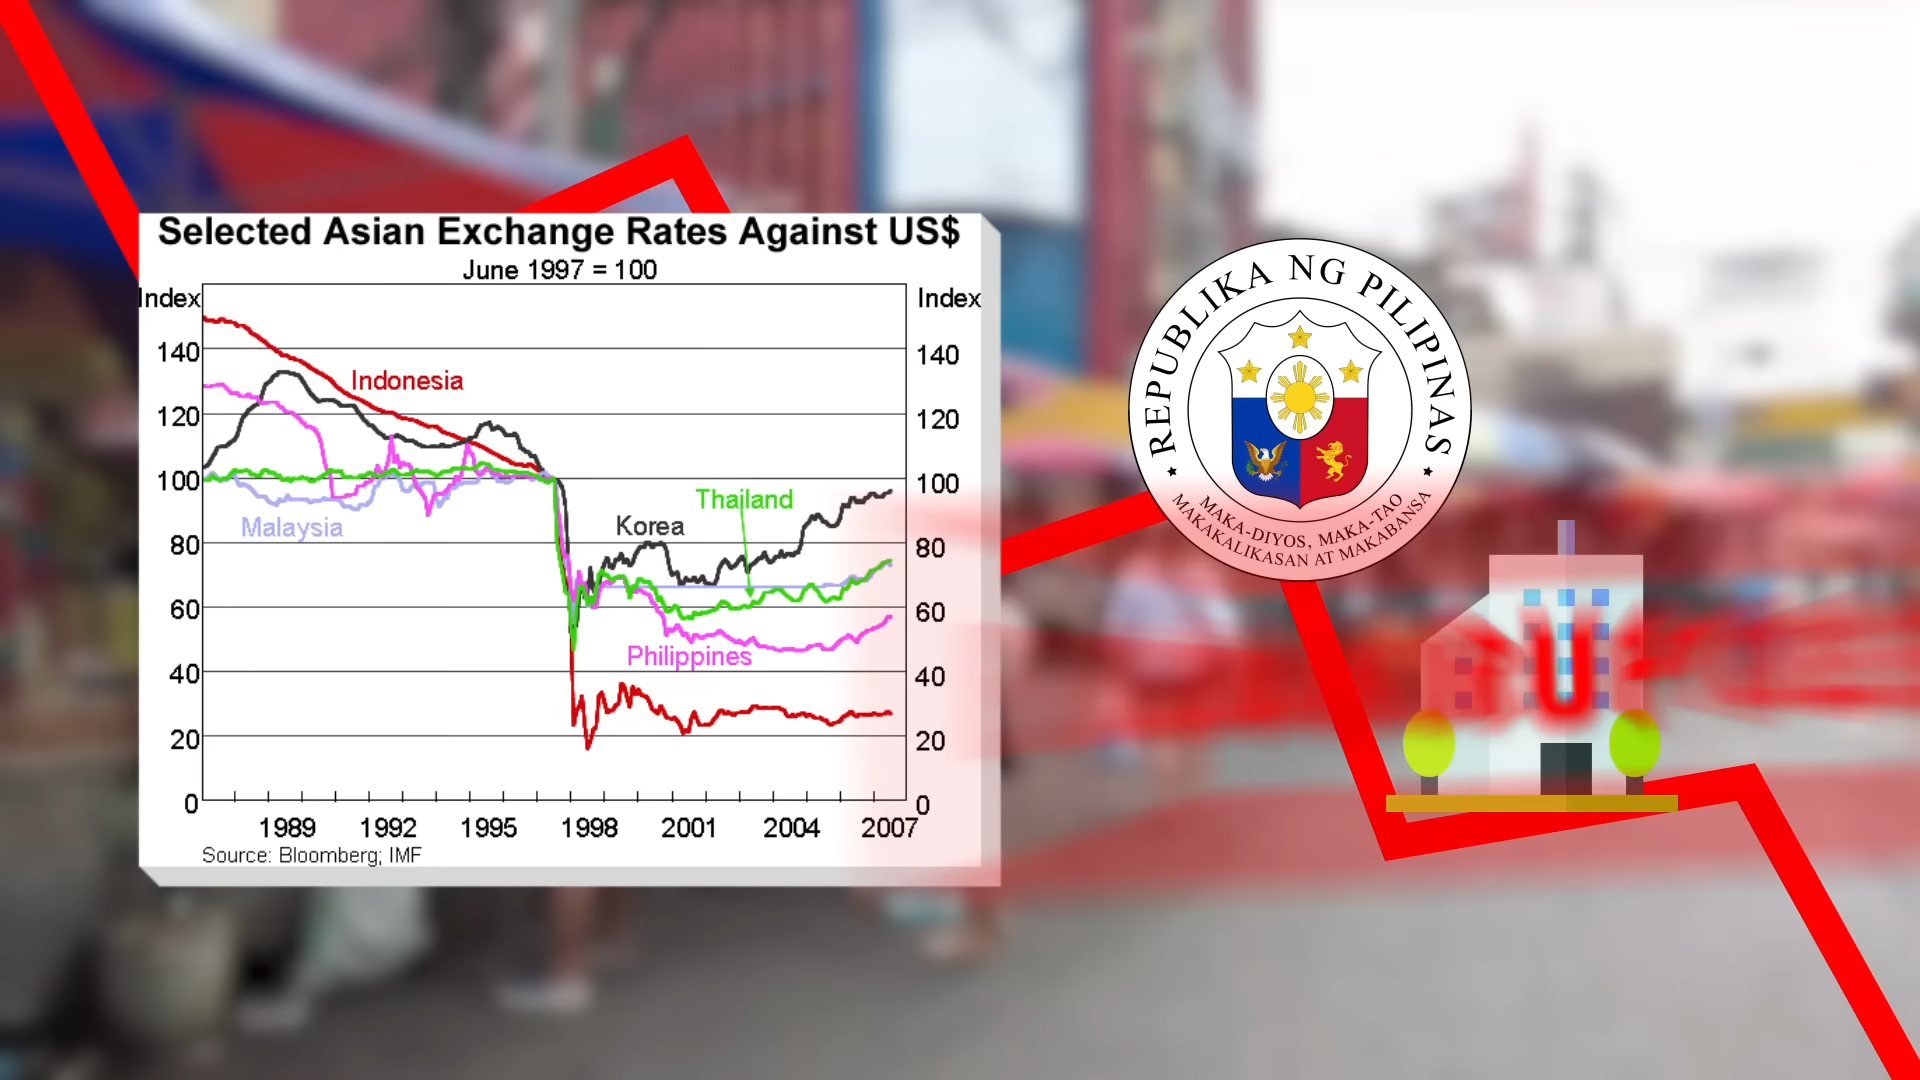 Selected Asian Exchange Rates Against US$
June 1997 = 100
Index
Index
140
140
120
120
100
100
80
80
60
60
40
40
20
20
0
0
Indonesia
Malaysia
Thailand
Korea
Philippines
1989 1992 1995 1998 2001 2004 2007
Source: Bloomberg; IMF
REPUBLIKA NG PILIPINAS
MAKA-DIYOS, MAKA-TAO
MAKAKALIKASAN AT MAKABANSA